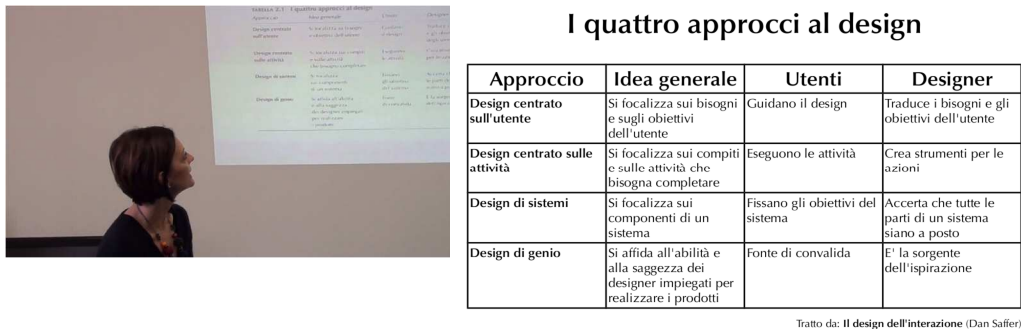 I quattro approcci al design
Approccio Idea generale Utenti Designer
Design centrato
sull'utente
Si focalizza sui bisogni
e sugli obiettivi
dell'utente
Guidano il design
Traduce i bisogni e gli
obiettivi dell'utente
Design centrato sulle
attività
Si focalizza sui compiti
e sulle attività che
bisogna completare
Eseguono le attività
Crea strumenti per le
azioni
Design di sistemi
Si focalizza sui
componenti di un
sistema
Fissano gli obiettivi del
sistema
Accerta che tutte le
parti di un sistema
siano a posto
Design di genio
Si affida all'abilità e
alla saggezza dei
designer impiegati per
realizzare i prodotti
Fonte di convalida
E' la sorgente
dell'ispirazione
Tratto da: Il design dell'interazione (Dan Saffer)